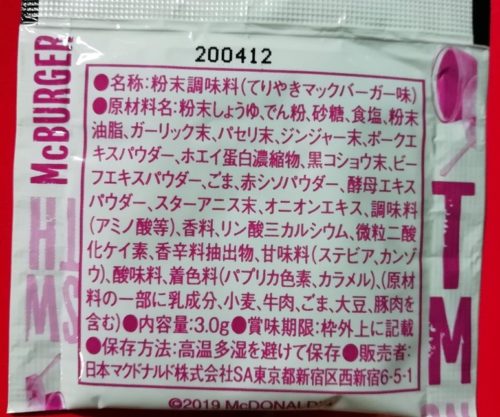 200412
McBURGER
●名称:粉末調味料(てりやきマックバーガー味)
●原材料名:粉末しょうゆ、でん粉、砂糖、食塩、粉末
油脂、ガーリック末、パセリ末、ジンジャー末、ポークエ
キスパウダー、ホエイ蛋白濃縮物、黒コショウ末、ビー
フエキスパウダー、ごま、赤シソパウダー、酵母エキス
パウダー、スターアニス末、オニオンエキス、調味料
(アミノ酸等)、香料、リン酸三カルシウム、微粒二酸
化ケイ素、香辛料抽出物、甘味料(ステビア、カンゾ
ウ)、酸味料、着色料(パプリカ色素、カラメル)、(原材
料の一部に乳成分、小麦、牛肉、ごま、大豆、豚肉を
含む)●内容量:3.0g●賞味期限:枠外上に記載
●保存方法:高温多湿を避けて保存●販売者:
日本マクドナルド株式会社SA東京都新宿区西新宿6-5-1
©2019 McDONALD'